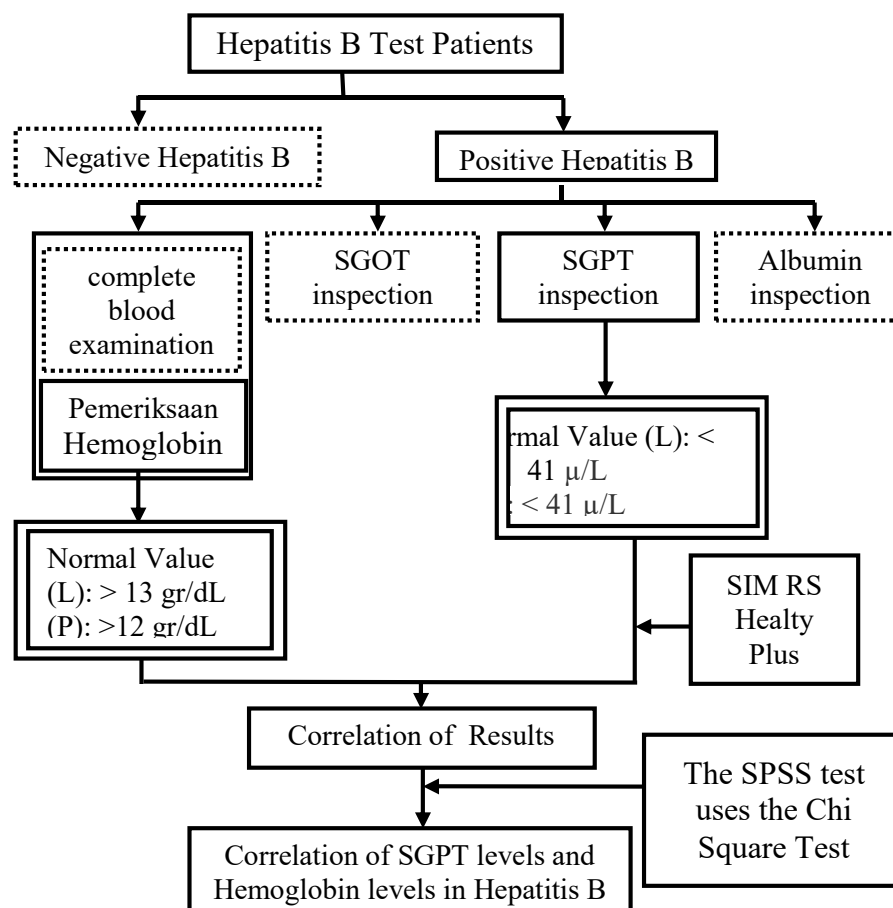 Hepatitis B Test Patients
Negative Hepatitis B
Positive Hepatitis B
complete
blood
examination
SGOT
inspection
SGPT
inspection
Albumin
inspection
Pemeriksaan
Hemoglobin
rmal Value (L): <
41 µ/L
: < 41 µ/L
Normal Value
(L): > 13 gr/dL
(P): >12 gr/dL
SIM RS
Healty
Plus
Correlation of Results
The SPSS test
uses the Chi
Square Test
Correlation of SGPT levels and
Hemoglobin levels in Hepatitis B